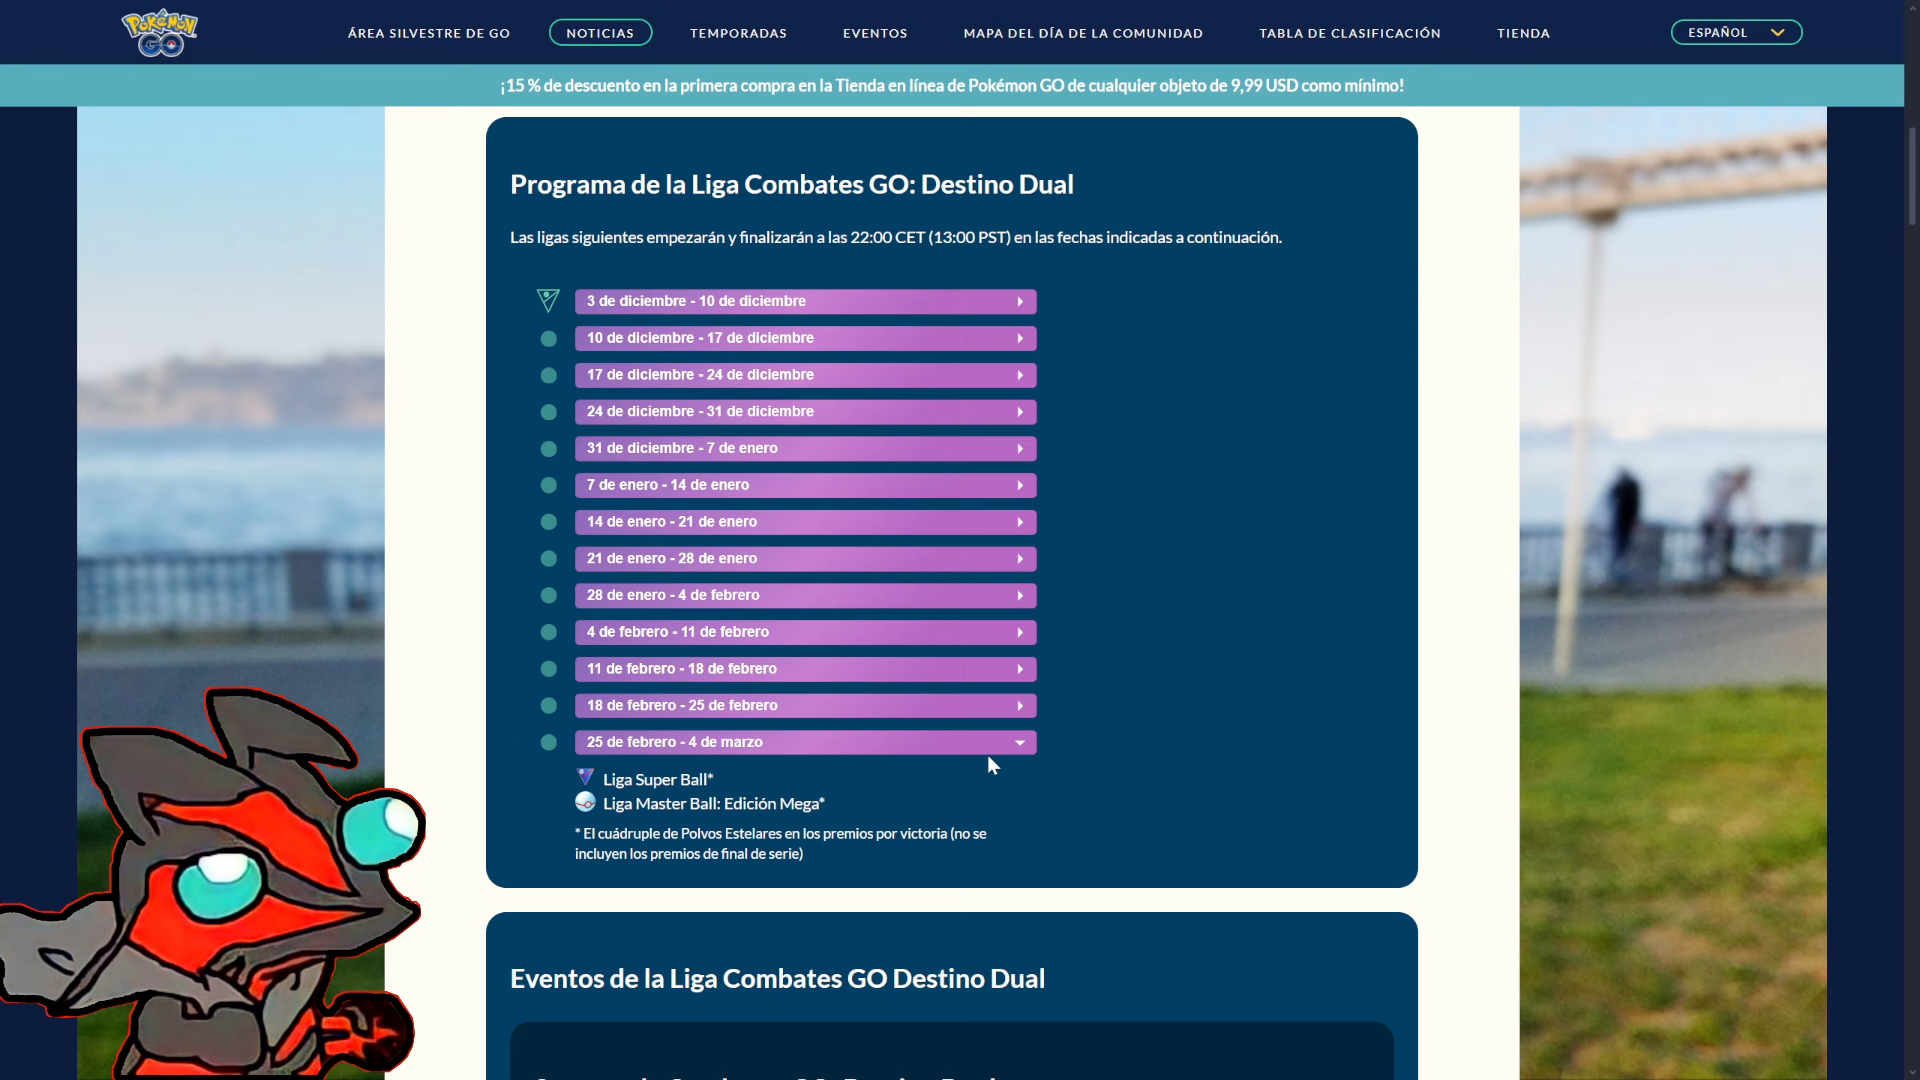 Pokémon GO
ÁREA SILVESTRE DE GO
NOTICIAS
TEMPORADAS
EVENTOS
MAPA DEL DÍA DE LA COMUNIDAD
TABLA DE CLASIFICACIÓN
TIENDA
ESPAÑOL
¡15 % de descuento en la primera compra en la Tienda en línea de Pokémon GO de cualquier objeto de 9,99 USD como mínimo!
Programa de la Liga Combates GO: Destino Dual
Las ligas siguientes empezarán y finalizarán a las 22:00 CET (13:00 PST) en las fechas indicadas a continuación.
3 de diciembre - 10 de diciembre
10 de diciembre - 17 de diciembre
17 de diciembre - 24 de diciembre
24 de diciembre - 31 de diciembre
31 de diciembre - 7 de enero
7 de enero - 14 de enero
14 de enero - 21 de enero
21 de enero - 28 de enero
28 de enero - 4 de febrero
4 de febrero - 11 de febrero
11 de febrero - 18 de febrero
18 de febrero - 25 de febrero
25 de febrero - 4 de marzo
Liga Super Ball*
Liga Master Ball: Edición Mega*
* El cuádruple de Polvos Estelares en los premios por victoria (no se
incluyen los premios de final de serie)
Eventos de la Liga Combates GO Destino Dual